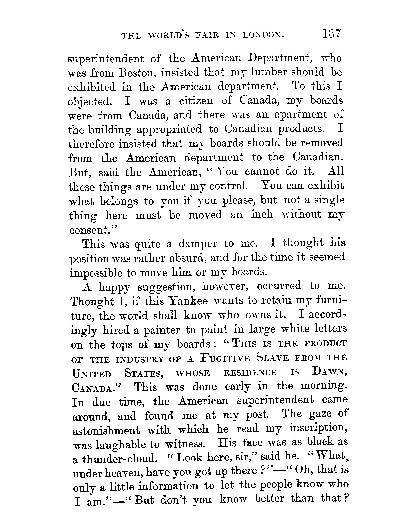 THE WORLD'S FAIR IN LONDON. 187
superintendent of the American Department, who
was from Boston, insisted that my lumber should be
exhibited in the American department. To this I
objected. I was a citizen of Canada, my boards
were from Canada, and there was an apartment of
the building appropriated to Canadian products. I
therefore insisted that my boards should be removed
from the American department to the Canadian.
But, said the American, "You cannot do it. All
these things are under my control. You can exhibit
what belongs to you if you please, but not a single
thing here must be moved an inch without my
consent."
This was quite a damper to me. I thought his
position was rather absurd, and for the time it seemed
impossible to move him or my boards.
A happy suggestion, however, occurred to me.
Thought I, if this Yankee wants to retain my furni-
ture, the world shall know who owns it. I accord-
ingly hired a painter to paint in large white letters
on the tops of my boards: "THIS IS THE PRODUCT
OF THE INDUSTRY OF A FUGITIVE SLAVE FROM THE
UNITED STATES, WHOSE RESIDENCE IS DAWN,
CANADA." This was done early in the morning.
In due time, the American superintendent came
around, and found me at my post. The gaze of
astonishment with which he read my inscription,
was laughable to witness. His face was as black as
a thunder-cloud. "Look here, sir," said he. "What,
under heaven, have you got up there?"—"Oh, that is
only a little information to let the people know who
I am."—"But don't you know better than that?